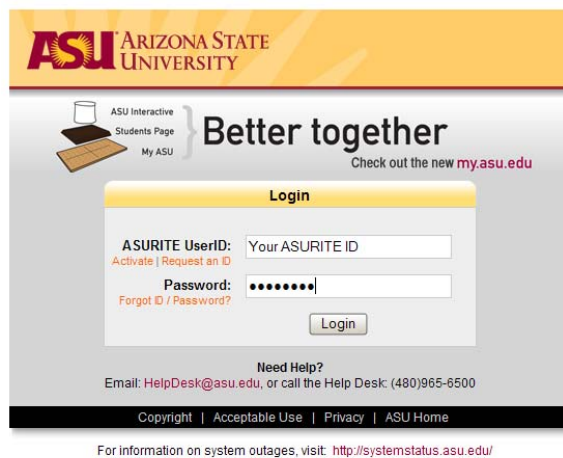 ASU ARIZONA STATE
UNIVERSITY
ASU Interactive
Students Page
My ASU
Better together
Check out the new my.asu.edu
Login
ASURITE UserID: Your ASURITE ID
Activate | Request an ID
Password: ••••••••
Forgot ID / Password?
Login
Need Help?
Email: HelpDesk@asu.edu, or call the Help Desk: (480)965-6500
Copyright | Acceptable Use | Privacy | ASU Home
For information on system outages, visit: http://systemstatus.asu.edu/